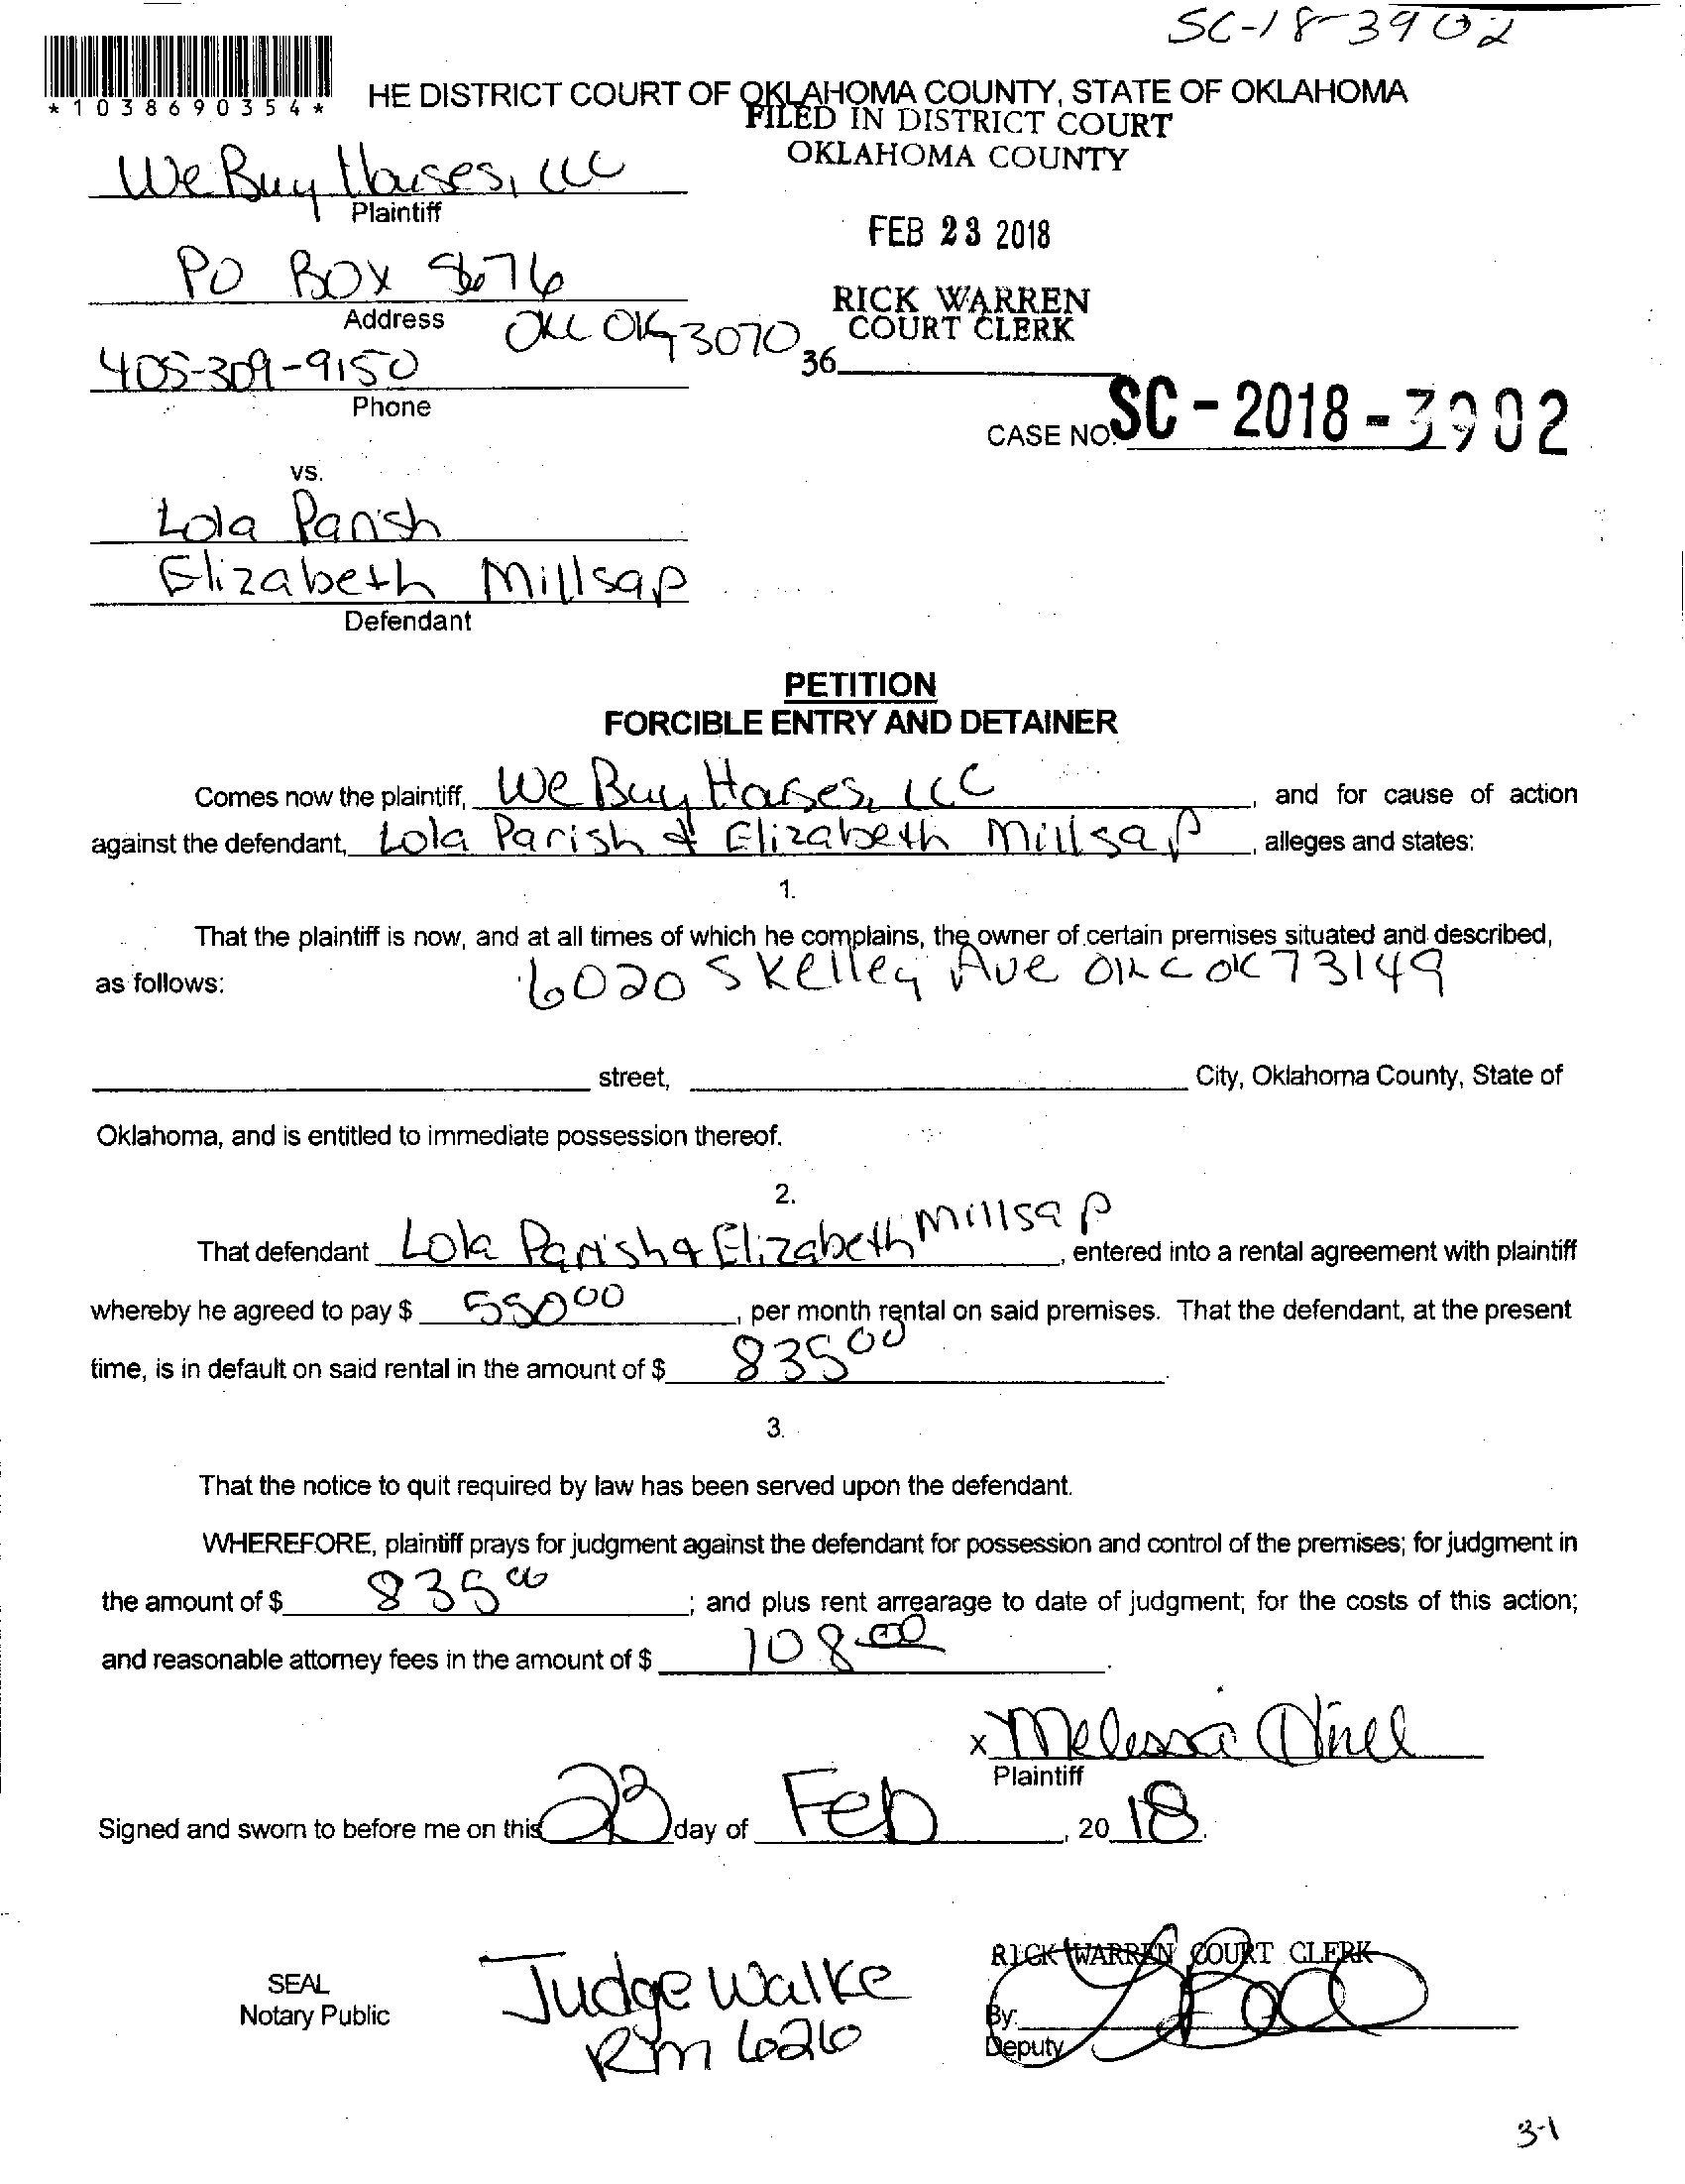 SC-18-3902
*1038690354*
HE DISTRICT COURT OF OKLAHOMA COUNTY, STATE OF OKLAHOMA
FILED IN DISTRICT COURT
OKLAHOMA COUNTY
We Buy Houses, LLC
Plaintiff
FEB 23 2018
PO BOX
RICK WARREN
COURT CLERK
Address
OKC OK 73070
405-309-9150
36
Phone
CASE NO. SC-2018-3902
vs.
Lola Parish
Elizabeth Millsap
Defendant
PETITION
FORCIBLE ENTRY AND DETAINER
Comes now the plaintiff, We Buy Houses, LLC, and for cause of action
against the defendant, Lola Parish & Elizabeth Millsap, alleges and states:
1.
That the plaintiff is now, and at all times of which he complains, the owner of certain premises situated and described,
as follows: 6020 S Kelley Ave OKC OK 73149
street, City, Oklahoma County, State of
Oklahoma, and is entitled to immediate possession thereof.
2.
That defendant Lola Parish & Elizabeth Millsap, entered into a rental agreement with plaintiff
whereby he agreed to pay $ 550 00, per month rental on said premises. That the defendant, at the present
time, is in default on said rental in the amount of $ 835 00.
3.
That the notice to quit required by law has been served upon the defendant.
WHEREFORE, plaintiff prays for judgment against the defendant for possession and control of the premises; for judgment in
the amount of $ 835 00; and plus rent arrearage to date of judgment; for the costs of this action;
and reasonable attorney fees in the amount of $ 108.00.
x Melissa
Plaintiff
Signed and sworn to before me on this 23 day of Feb, 20 18.
RICK WARREN COURT CLERK
SEAL
Notary Public
Judge Walke
Rm 626
By:
Deputy
3-1